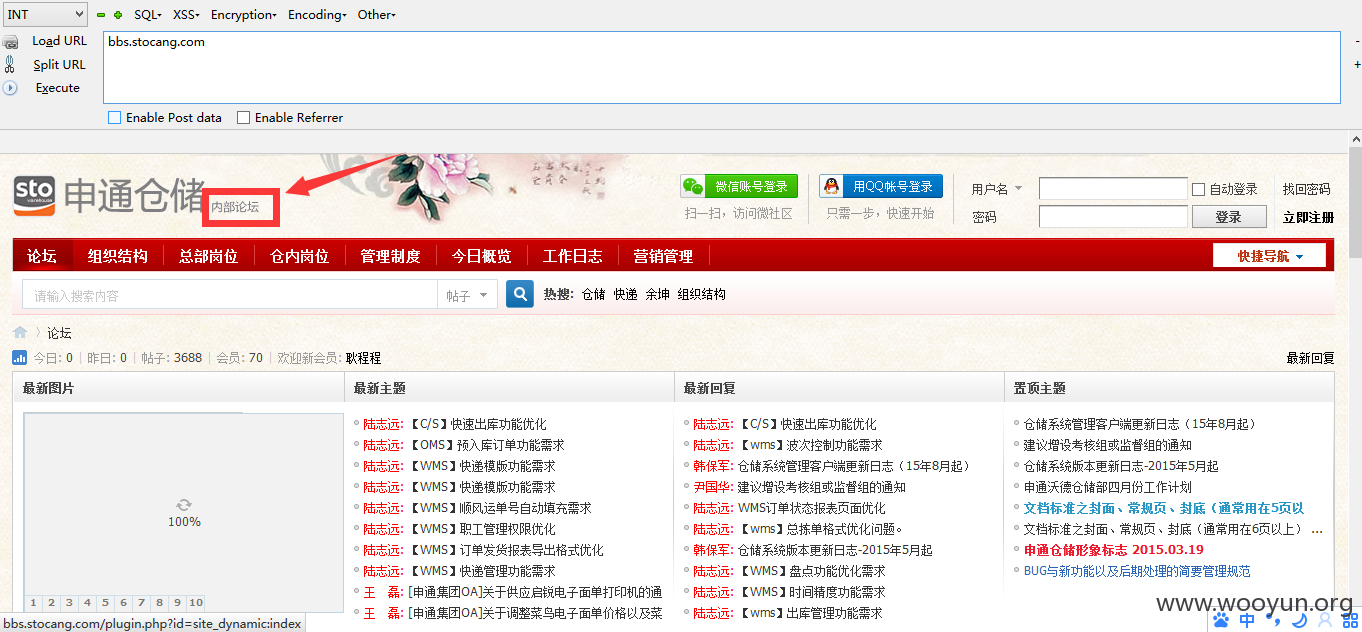 INT SQL▾ XSS▾ Encryption▾ Encoding▾ Other▾
Load URL bbs.stocang.com
Split URL
Execute
Enable Post data Enable Referrer
sto 申通仓储 内部论坛
微信账号登录 用QQ帐号登录 用户名 自动登录 找回密码
扫一扫，访问微社区 只需一步，快速开始 密码 登录 立即注册
论坛 组织结构 总部岗位 仓内岗位 管理制度 今日概览 工作日志 营销管理 快捷导航
请输入搜索内容 帖子 热搜: 仓储 快递 余坤 组织结构
论坛
今日: 0 昨日: 0 帖子: 3688 会员: 70 欢迎新会员: 耿程程 最新回复
最新图片 最新主题 最新回复 置顶主题
陆志远: 【C/S】快速出库功能优化 陆志远: 【C/S】快速出库功能优化 仓储系统管理客户端更新日志（15年8月起）
陆志远: 【OMS】预入库订单功能需求 陆志远: 【wms】波次控制功能需求 建议增设考核组或监督组的通知
陆志远: 【WMS】快递模版功能需求 韩保军: 仓储系统管理客户端更新日志（15年8月起） 仓储系统版本更新日志-2015年5月起
陆志远: 【WMS】快递模版功能需求 尹国华: 建议增设考核组或监督组的通知 申通沃德仓储部四月份工作计划
陆志远: 【WMS】顺风运单号自动填充需求 陆志远: WMS订单状态报表页面优化 文档标准之封面、常规页、封底（通常用在5页以
陆志远: 【WMS】职工管理权限优化 陆志远: 【wms】总拣单格式优化问题。 文档标准之封面、常规页、封底（通常用在6页以上） ...
陆志远: 【WMS】订单发货报表导出格式优化 韩保军: 仓储系统版本更新日志-2015年5月起 申通仓储形象标志 2015.03.19
陆志远: 【WMS】快递管理功能需求 陆志远: 【WMS】盘点功能优化需求 BUG与新功能以及后期处理的简要管理规范
王 磊: [申通集团OA]关于供应启锐电子面单打印机的通 陆志远: 【WMS】时间精度功能需求
王 磊: [申通集团OA]关于调整菜鸟电子面单价格以及菜 陆志远: 【wms】出库管理功能需求
100%
1 2 3 4 5 6 7 8 9 10
www.wooyun.org
bbs.stocang.com/plugin.php?id=site_dynamic:index
中